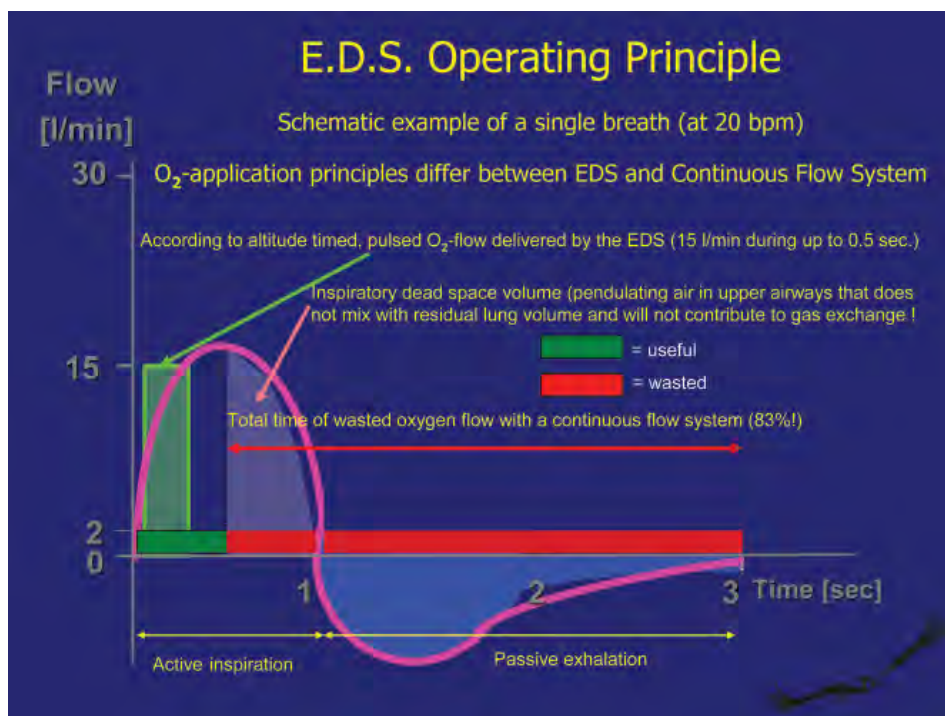 E.D.S. Operating Principle
Flow
[l/min]
Schematic example of a single breath (at 20 bpm)
30
O₂-application principles differ between EDS and Continuous Flow System
According to altitude timed, pulsed O₂-flow delivered by the EDS (15 l/min during up to 0.5 sec.)
Inspiratory dead space volume (pendulating air in upper airways that does
not mix with residual lung volume and will not contribute to gas exchange !
= useful
15
= wasted
Total time of wasted oxygen flow with a continuous flow system (83%!)
2
0
1
2
3
Time [sec]
Active inspiration
Passive exhalation